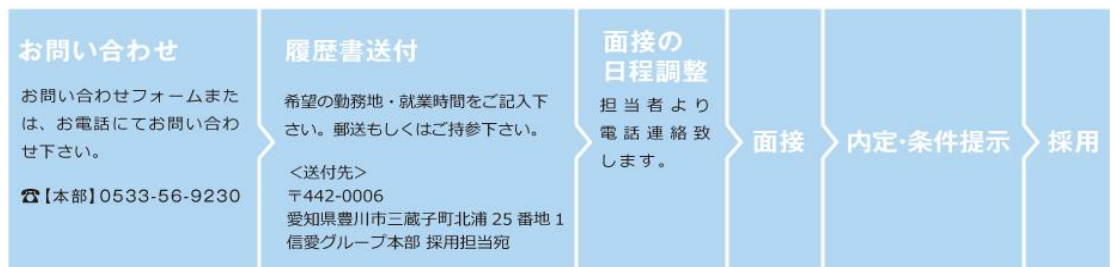 お問い合わせ
お問い合わせフォームまた
は、お電話にてお問い合わ
せ下さい。
☎【本部】0533-56-9230
履歴書送付
希望の勤務地・就業時間をご記入下
さい。郵送もしくはご持参下さい。
＜送付先＞
〒442-0006
愛知県豊川市三蔵子町北浦 25 番地 1
信愛グループ本部 採用担当宛
面接の
日程調整
担当者より
電話連絡致
します。
面接
内定・条件提示
採用